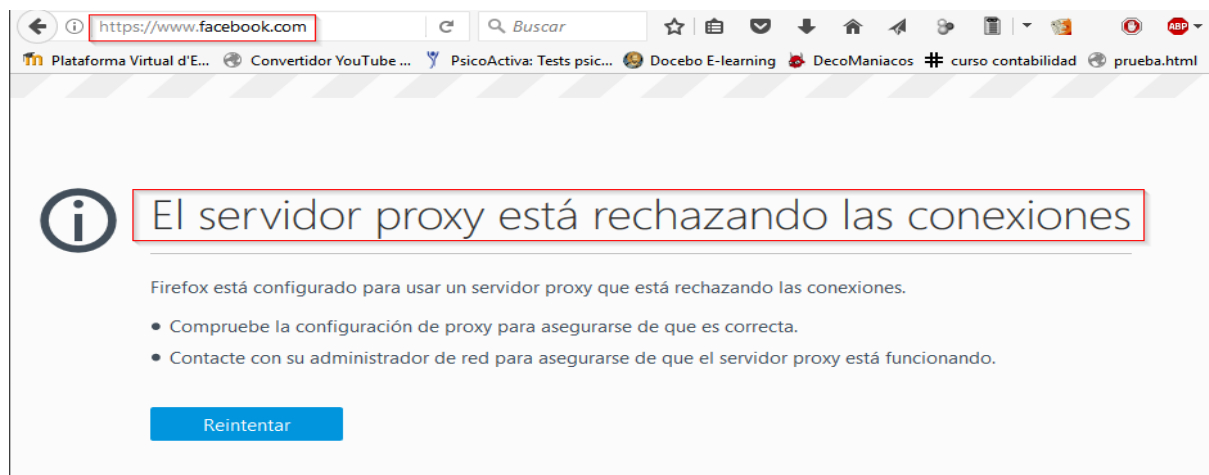 https://www.facebook.com
Buscar
ABP
Plataforma Virtual d'E... Convertidor YouTube ... PsicoActiva: Tests psic... Docebo E-learning DecoManiacos curso contabilidad prueba.html
El servidor proxy está rechazando las conexiones
Firefox está configurado para usar un servidor proxy que está rechazando las conexiones.
• Compruebe la configuración de proxy para asegurarse de que es correcta.
• Contacte con su administrador de red para asegurarse de que el servidor proxy está funcionando.
Reintentar